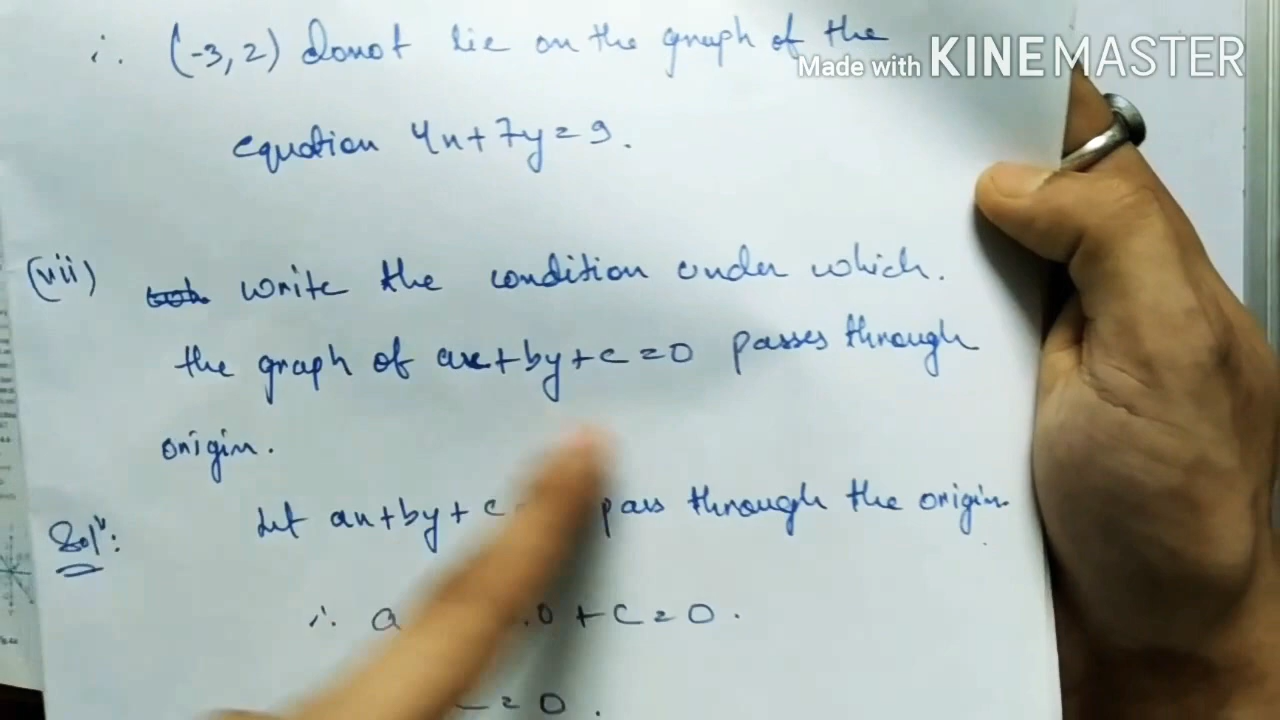 ∴ (-3, 2) donot lie on the graph of the
Made with KINEMASTER
equation 4x+7y=9.
(vii) write the condition under which.
the graph of ax+by+c=0 passes through
origin.
Solⁿ: Let ax+by+c pass through the origin.
∴ a .0 +c=0.
c=0.